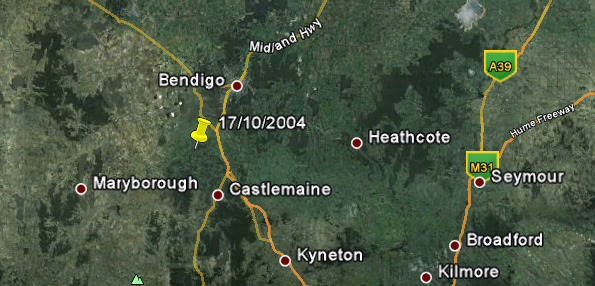 Midland Hwy
A39
Bendigo
Hume Freeway
17/10/2004
Heathcote
M31
Seymour
Maryborough
Castlemaine
Broadford
Kyneton
Kilmore